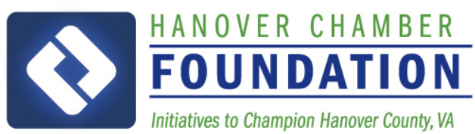 HANOVER CHAMBER
FOUNDATION
Initiatives to Champion Hanover County, VA